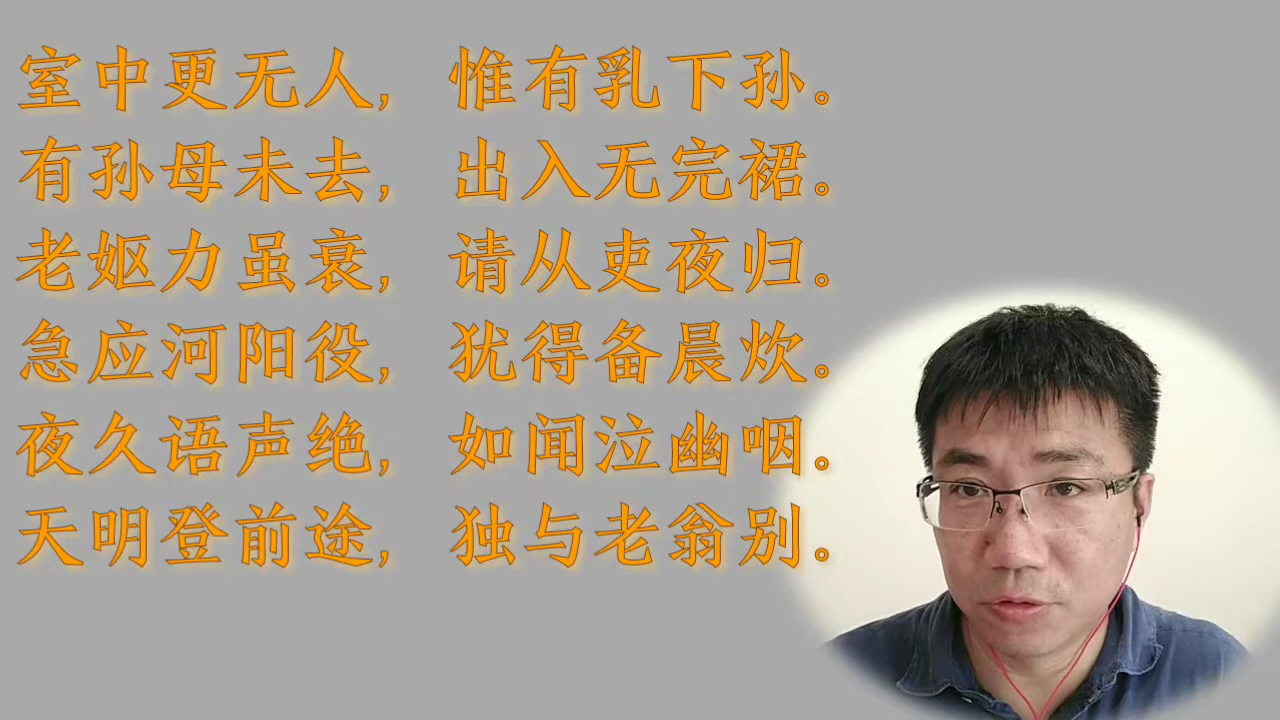 室中更无人，惟有乳下孙。
有孙母未去，出入无完裙。
老妪力虽衰，请从吏夜归。
急应河阳役，犹得备晨炊。
夜久语声绝，如闻泣幽咽。
天明登前途，独与老翁别。